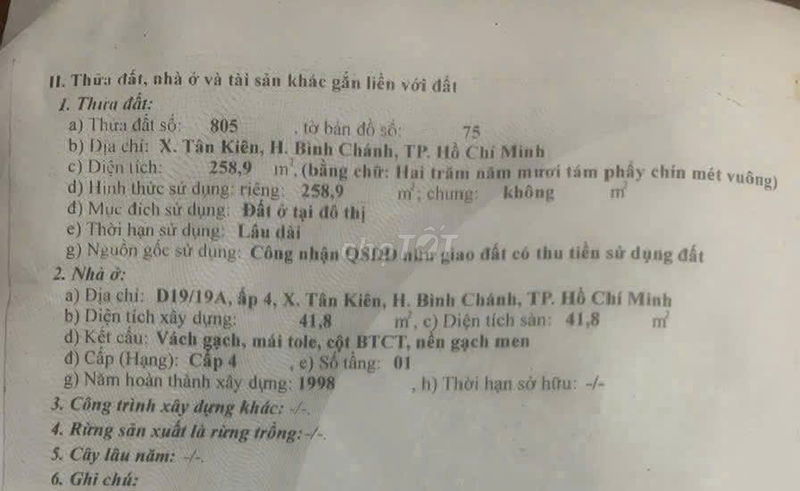 II. Thửa đất, nhà ở và tài sản khác gắn liền với đất
1. Thửa đất:
a) Thửa đất số: 805 , tờ bản đồ số: 75
b) Địa chỉ: X. Tân Kiên, H. Bình Chánh, TP. Hồ Chí Minh
c) Diện tích: 258,9 m², (bằng chữ: Hai trăm năm mươi tám phẩy chín mét vuông)
d) Hình thức sử dụng: riêng: 258,9 m²; chung: không m²
đ) Mục đích sử dụng: Đất ở tại đô thị
e) Thời hạn sử dụng: Lâu dài
g) Nguồn gốc sử dụng: Công nhận QSDĐ như giao đất có thu tiền sử dụng đất
chợTỐT
2. Nhà ở:
a) Địa chỉ: D19/19A, ấp 4, X. Tân Kiên, H. Bình Chánh, TP. Hồ Chí Minh
b) Diện tích xây dựng: 41,8 m², c) Diện tích sàn: 41,8 m²
d) Kết cấu: Vách gạch, mái tole, cột BTCT, nền gạch men
đ) Cấp (Hạng): Cấp 4 , e) Số tầng: 01
g) Năm hoàn thành xây dựng: 1998 , h) Thời hạn sở hữu: -/-
3. Công trình xây dựng khác: -/-.
4. Rừng sản xuất là rừng trồng: -/-.
5. Cây lâu năm: -/-.
6. Ghi chú: